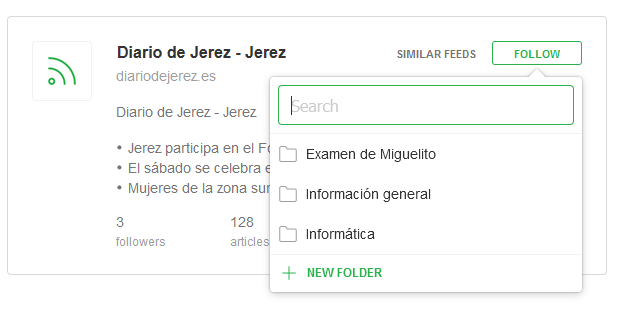 Diario de Jerez - Jerez
SIMILAR FEEDS
FOLLOW
diariodejerez.es
Diario de Jerez - Jerez
• Jerez participa en el
• El sábado se celebra
• Mujeres de la zona
3
followers
128
articles
Search
Examen de Miguelito
Información general
Informática
NEW FOLDER